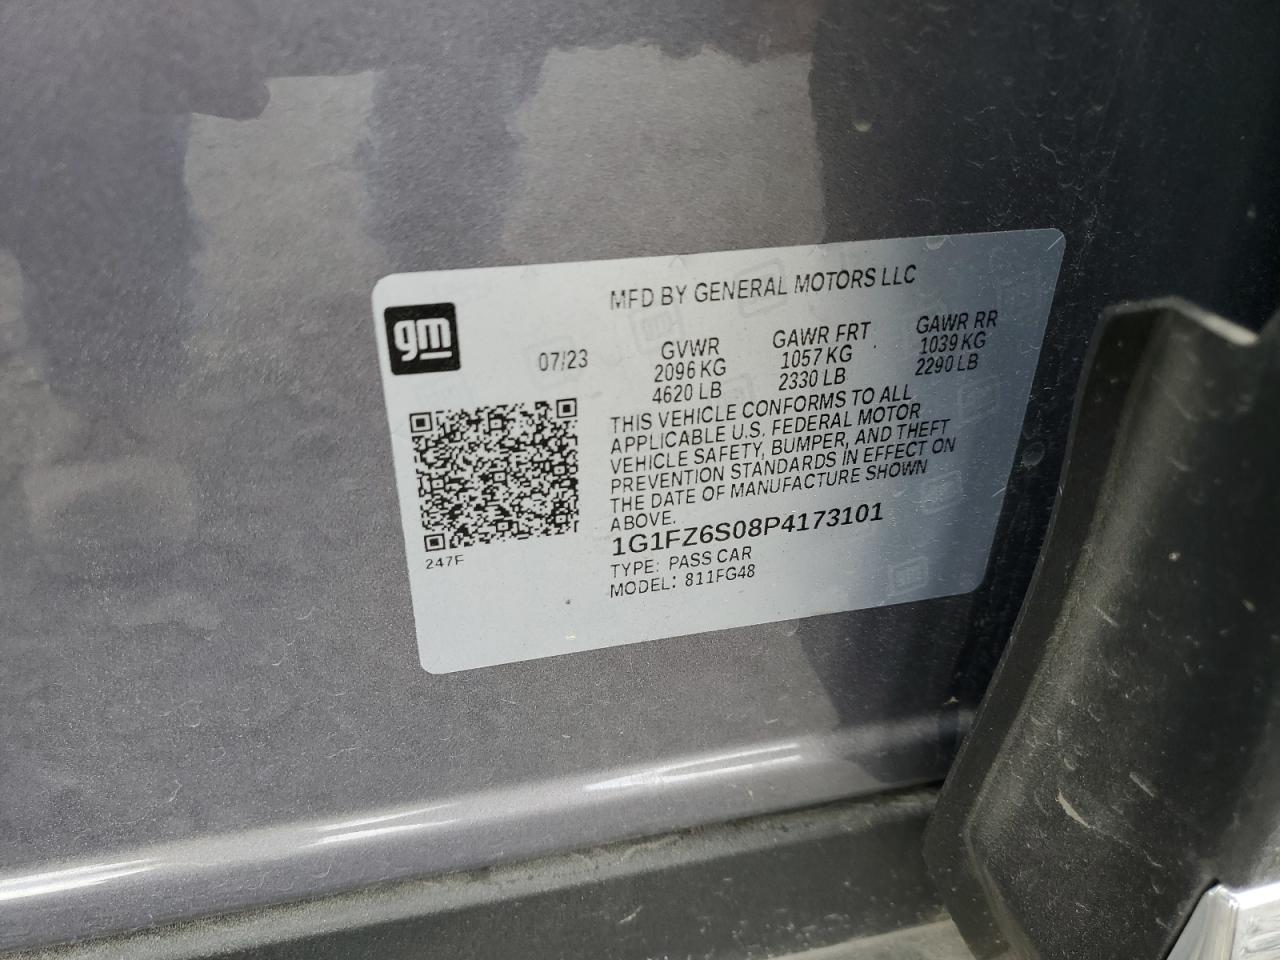 gm
MFD BY GENERAL MOTORS LLC
07/23
GVWR
2096 KG
4620 LB
GAWR FRT
1057 KG
2330 LB
GAWR RR
1039 KG
2290 LB
THIS VEHICLE CONFORMS TO ALL
APPLICABLE U.S. FEDERAL MOTOR
VEHICLE SAFETY, BUMPER, AND THEFT
PREVENTION STANDARDS IN EFFECT ON
THE DATE OF MANUFACTURE SHOWN
ABOVE.
1G1FZ6S08P4173101
TYPE: PASS CAR
MODEL: 811FG48
247F